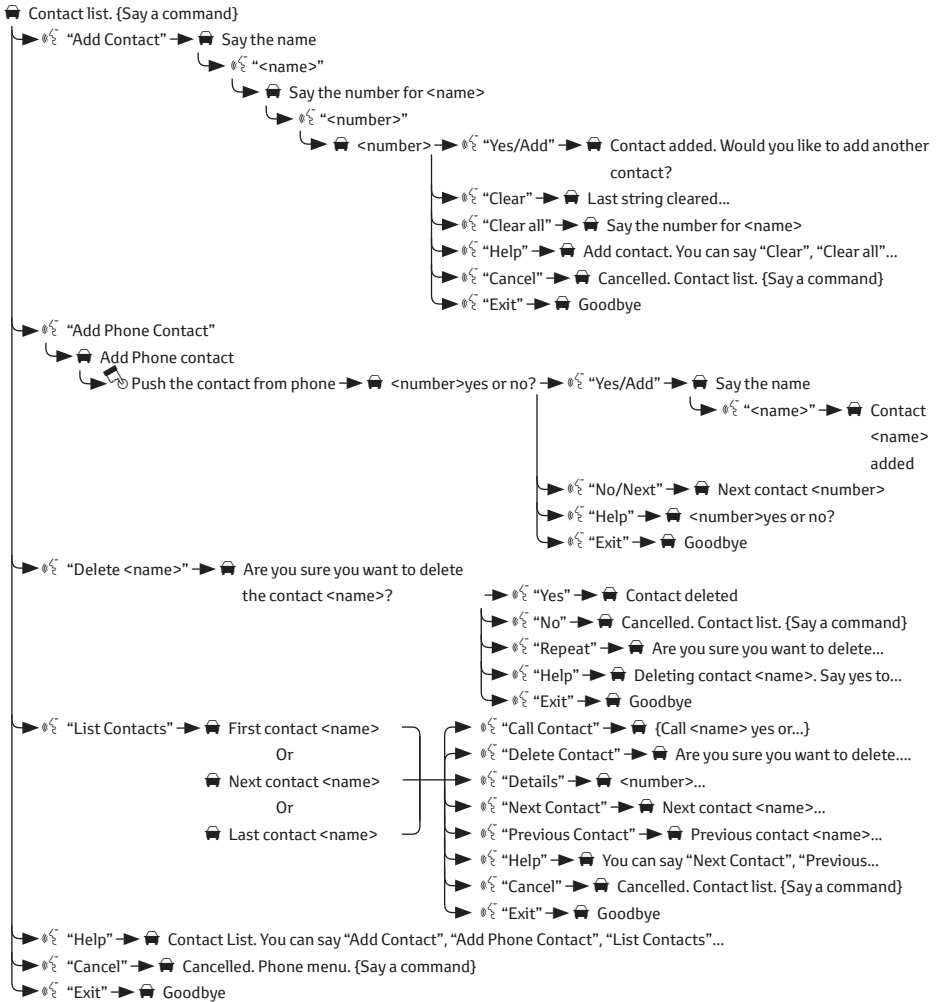 Contact list. {Say a command}
“Add Contact” Say the name
“<name>”
Say the number for <name>
“<number>”
<number> “Yes/Add” Contact added. Would you like to add another
contact?
“Clear” Last string cleared...
“Clear all” Say the number for <name>
“Help” Add contact. You can say “Clear”, “Clear all”...
“Cancel” Cancelled. Contact list. {Say a command}
“Exit” Goodbye
“Add Phone Contact”
Add Phone contact
Push the contact from phone <number>yes or no? “Yes/Add” Say the name
“<name>” Contact
<name>
added
“No/Next” Next contact <number>
“Help” <number>yes or no?
“Exit” Goodbye
“Delete <name>” Are you sure you want to delete
the contact <name>?
“Yes” Contact deleted
“No” Cancelled. Contact list. {Say a command}
“Repeat” Are you sure you want to delete...
“Help” Deleting contact <name>. Say yes to...
“Exit” Goodbye
“List Contacts” First contact <name> “Call Contact” {Call <name> yes or...}
Or “Delete Contact” Are you sure you want to delete....
Next contact <name> “Details” <number>...
Or “Next Contact” Next contact <name>...
Last contact <name> “Previous Contact” Previous contact <name>...
“Help” You can say “Next Contact”, “Previous...
“Cancel” Cancelled. Contact list. {Say a command}
“Exit” Goodbye
“Help” Contact List. You can say “Add Contact”, “Add Phone Contact”, “List Contacts”...
“Cancel” Cancelled. Phone menu. {Say a command}
“Exit” Goodbye